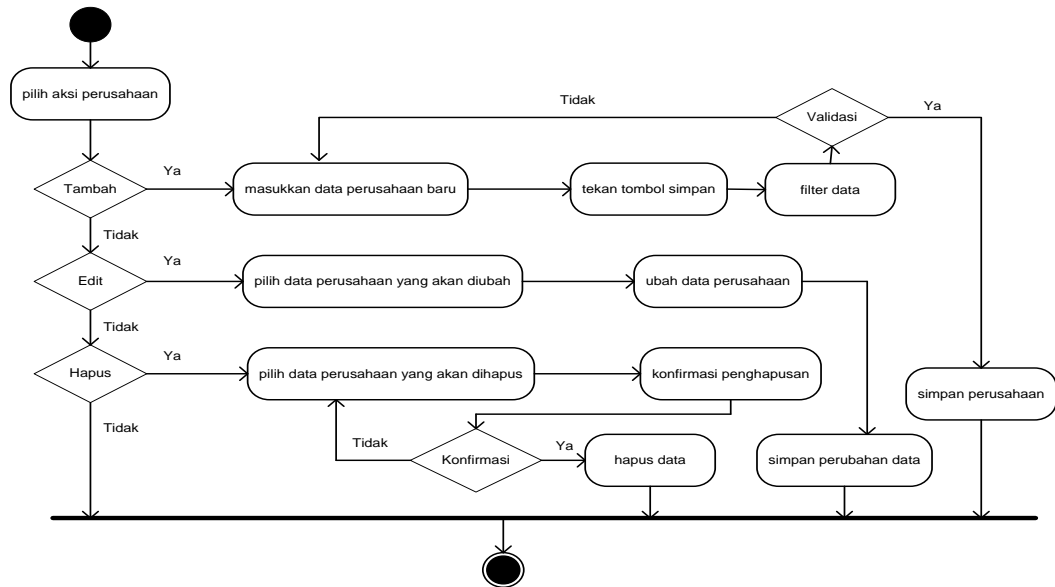 pilih aksi perusahaan
Tidak
Validasi
Ya
Tambah
Ya
masukkan data perusahaan baru
tekan tombol simpan
filter data
Tidak
Edit
Ya
pilih data perusahaan yang akan diubah
ubah data perusahaan
Tidak
Hapus
Ya
pilih data perusahaan yang akan dihapus
konfirmasi penghapusan
simpan perusahaan
Tidak
Tidak
Konfirmasi
Ya
hapus data
simpan perubahan data